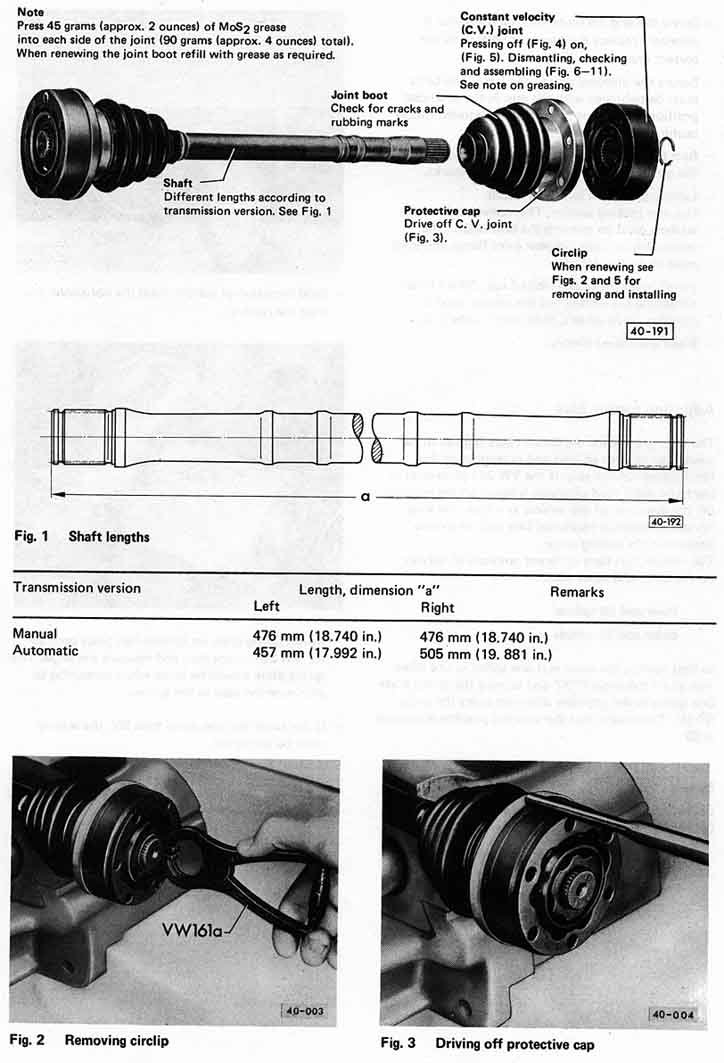 Note
Press 45 grams (approx. 2 ounces) of MoS2 grease
into each side of the joint (90 grams (approx. 4 ounces) total).
When renewing the joint boot refill with grease as required.
Constant velocity
(C.V.) joint
Pressing off (Fig. 4) on,
(Fig. 5). Dismantling, checking
and assembling (Fig. 6–11).
See note on greasing.
Joint boot
Check for cracks and
rubbing marks
Shaft
Different lengths according to
transmission version. See Fig. 1
Protective cap
Drive off C. V. joint
(Fig. 3).
Circlip
When renewing see
Figs. 2 and 5 for
removing and installing
40-191
a
40-192
Fig. 1 Shaft lengths
Transmission version Length, dimension "a" Remarks
Left Right
Manual 476 mm (18.740 in.) 476 mm (18.740 in.)
Automatic 457 mm (17.992 in.) 505 mm (19. 881 in.)
VW161a
40-003
40-004
Fig. 2 Removing circlip
Fig. 3 Driving off protective cap